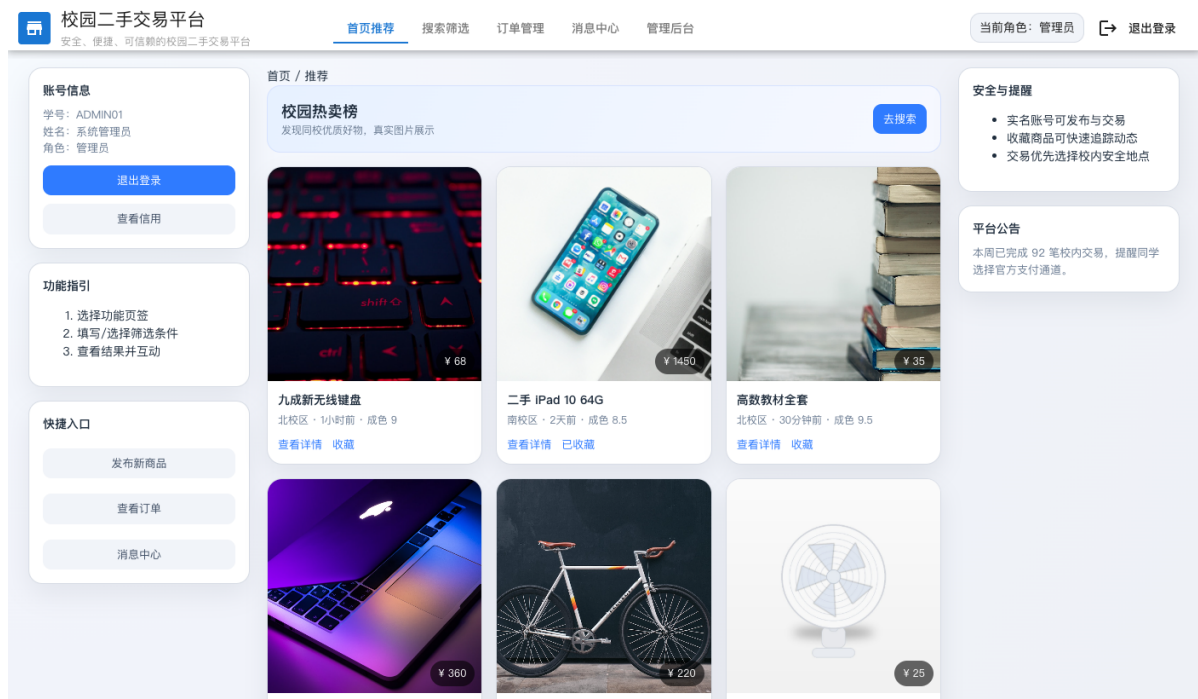 校园二手交易平台
安全、便捷、可信赖的校园二手交易平台
首页推荐
搜索筛选
订单管理
消息中心
管理后台
当前角色：管理员
退出登录
账号信息
学号：ADMIN01
姓名：系统管理员
角色：管理员
退出登录
查看信用
功能指引
1. 选择功能页签
2. 填写/选择筛选条件
3. 查看结果并互动
快捷入口
发布新商品
查看订单
消息中心
首页 / 推荐
校园热卖榜
发现同校优质好物，真实图片展示
去搜索
shift
ctrl
¥ 68
¥ 1450
¥ 35
九成新无线键盘
北校区 · 1小时前 · 成色 9
查看详情 收藏
二手 iPad 10 64G
南校区 · 2天前 · 成色 8.5
查看详情 已收藏
高数教材全套
北校区 · 30分钟前 · 成色 9.5
查看详情 收藏
¥ 360
¥ 220
¥ 25
安全与提醒
• 实名账号可发布与交易
• 收藏商品可快速追踪动态
• 交易优先选择校内安全地点
平台公告
本周已完成 92 笔校内交易，提醒同学
选择官方支付通道。